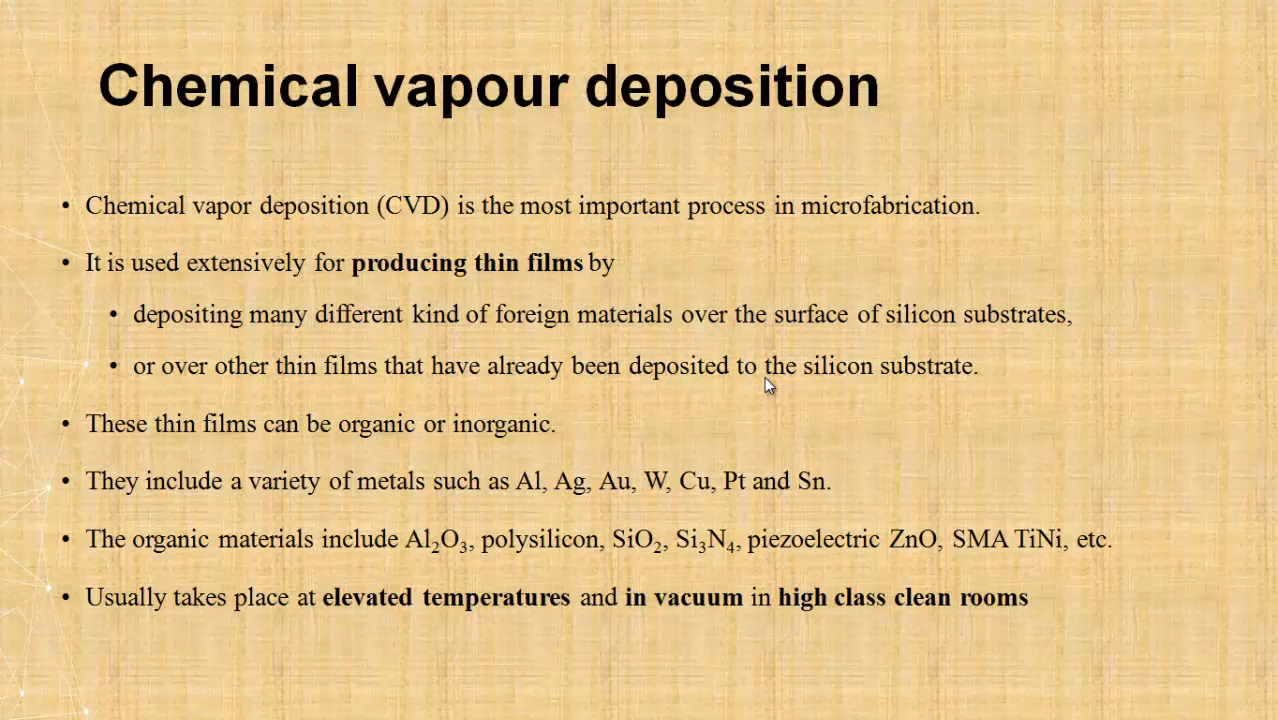 Chemical vapour deposition
• Chemical vapor deposition (CVD) is the most important process in microfabrication.
• It is used extensively for producing thin films by
• depositing many different kind of foreign materials over the surface of silicon substrates,
• or over other thin films that have already been deposited to the silicon substrate.
• These thin films can be organic or inorganic.
• They include a variety of metals such as Al, Ag, Au, W, Cu, Pt and Sn.
• The organic materials include Al₂O₃, polysilicon, SiO₂, Si₃N₄, piezoelectric ZnO, SMA TiNi, etc.
• Usually takes place at elevated temperatures and in vacuum in high class clean rooms